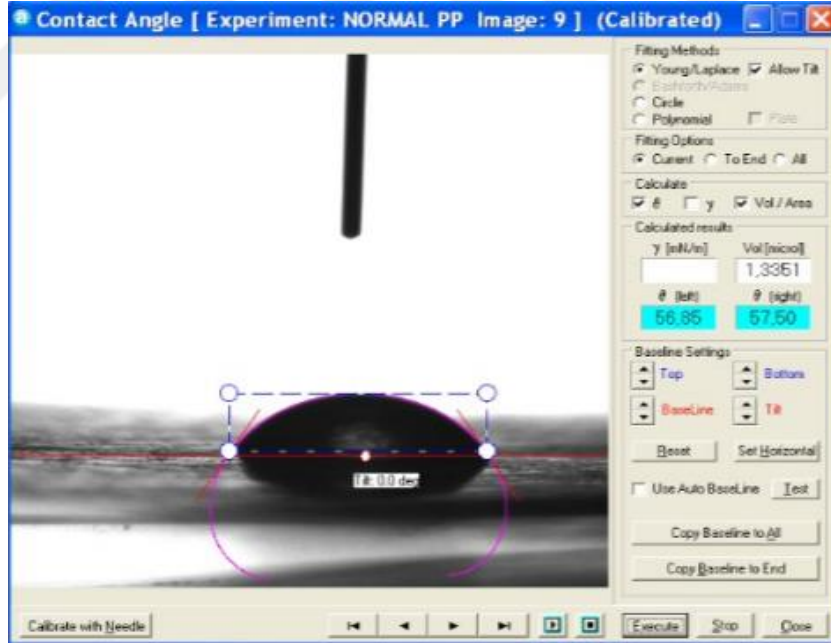 Contact Angle [ Experiment: NORMAL PP Image: 9 ] (Calibrated)
Fitting Methods
Young/Laplace Allow Tilt
Bashforth/Adams
Circle
Polynomial
Fitting Options
Current To End All
Calculate
θ γ Vol / Area
Calculated results
γ [mN/m] Vol [microl]
1,3351
θ (left) θ (right)
56,85 57,50
Baseline Settings
Top Bottom
BaseLine Tilt
Reset Set Horizontal
Use Auto BaseLine Test
Copy Baseline to All
Copy Baseline to End
Tilt: 0.0 deg
Calibrate with Needle Execute Stop Close